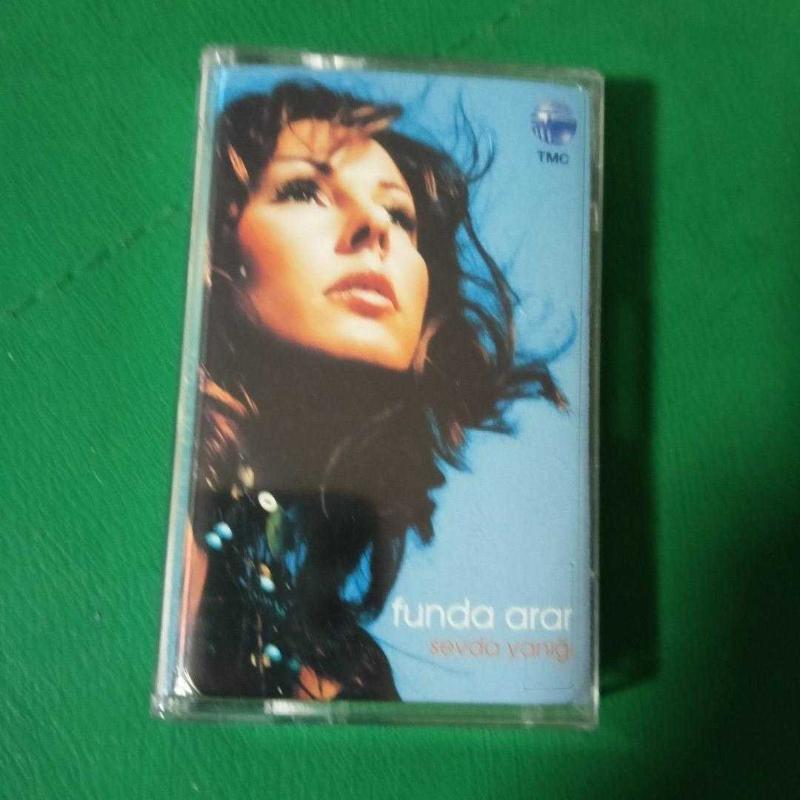 TMC
funda arar
sevda yanığı